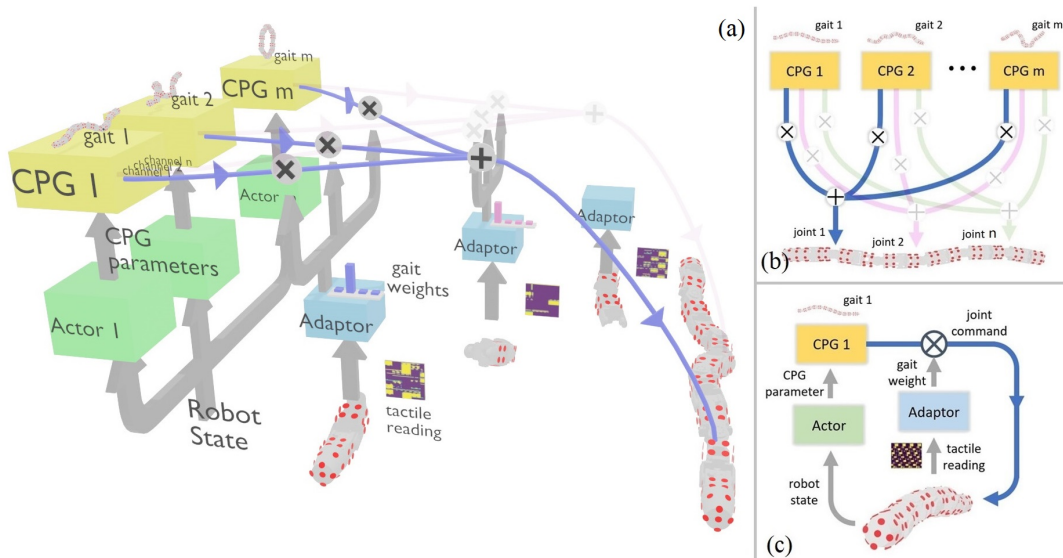 (a)
gait m
CPG m
gait 2
gait 1
channel n
channel 2
channel 1
CPG 1
Actor
CPG
parameters
Actor 1
Robot
State
Adaptor
gait
weights
tactile
reading
Adaptor
Adaptor
gait 1
gait 2
gait m
CPG 1
CPG 2
•••
CPG m
joint 1
joint 2
joint n
(b)
gait 1
CPG 1
joint
command
CPG
parameter
gait
weight
Actor
Adaptor
tactile
reading
robot
state
(c)